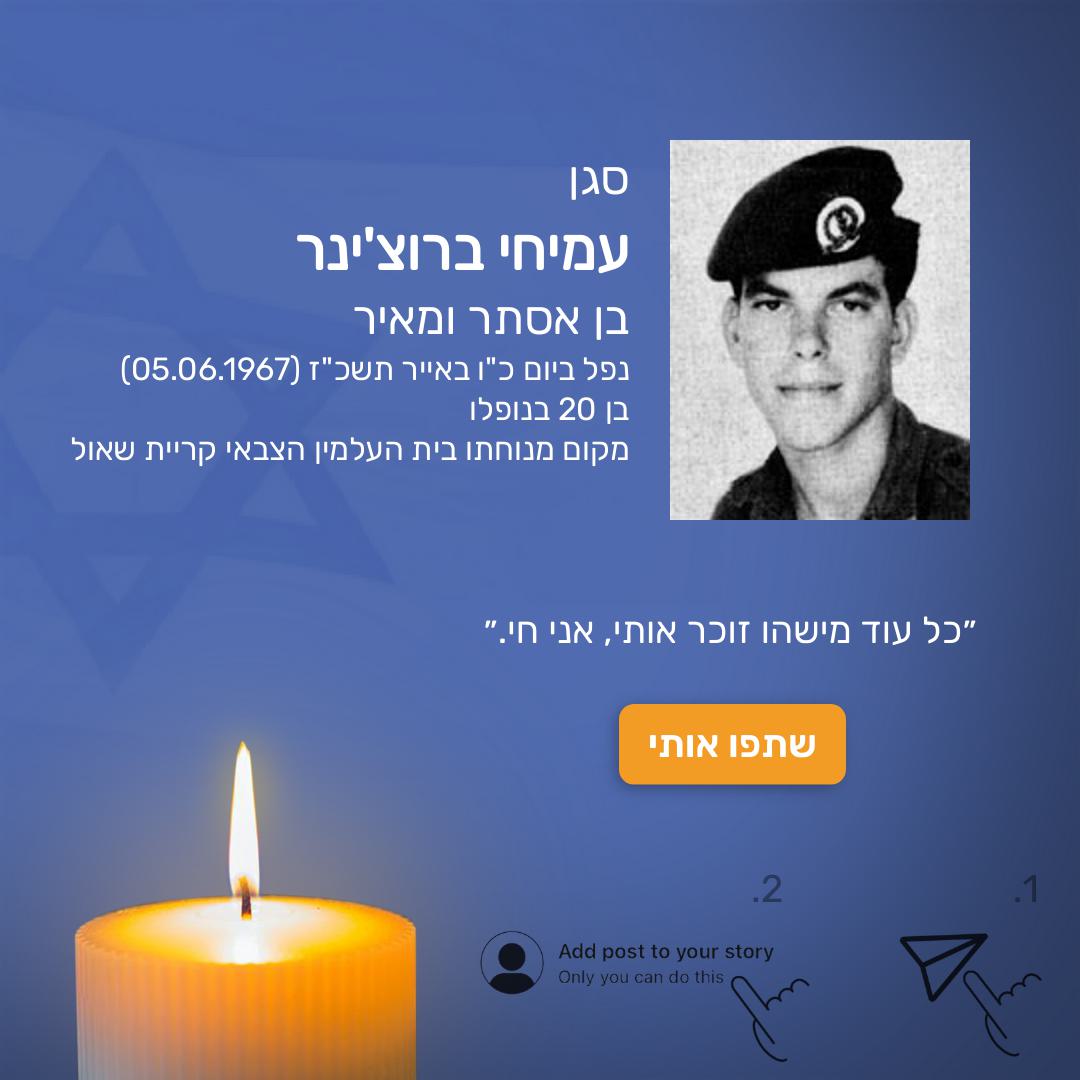 סגן
עמיחי ברוצ'ינר
בן אסתר ומאיר
נפל ביום כ"ו באייר תשכ"ז (05.06.1967)
בן 20 בנופלו
מקום מנוחתו בית העלמין הצבאי קריית שאול
״כל עוד מישהו זוכר אותי, אני חי.״
שתפו אותי
1.
2.
Add post to your story
Only you can do this